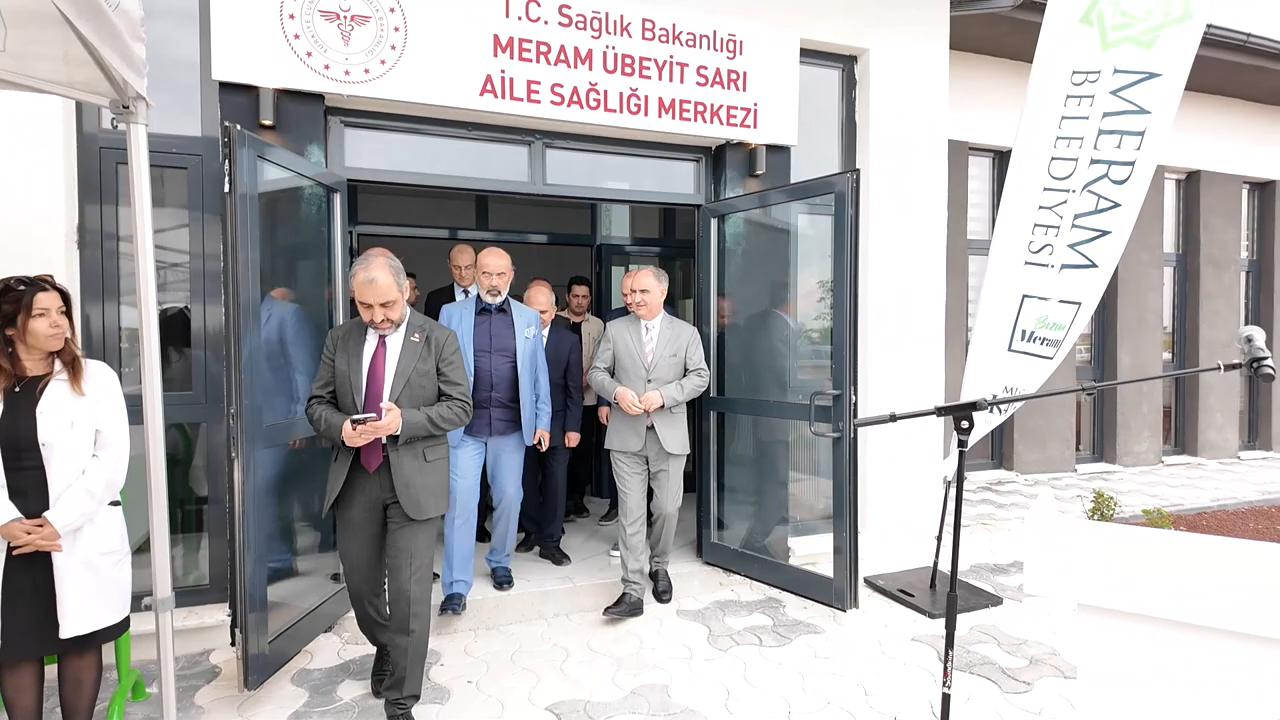 T.C. Sağlık Bakanlığı
MERAM ÜBEYİT SARI
AİLE SAĞLIĞI MERKEZİ
MERAM
BELEDİYESİ
Bizim
Meram